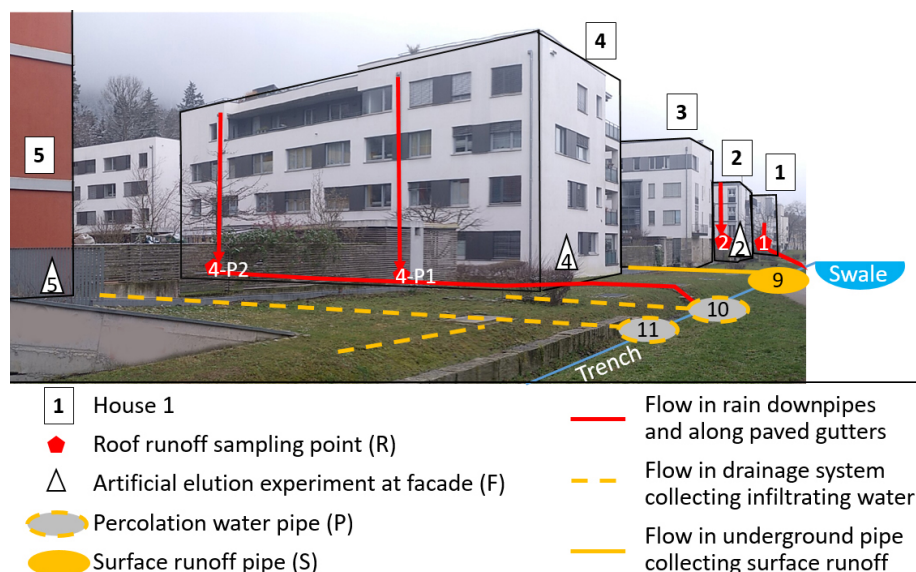 4
3
2
1
5
4-P2
4-P1
4
2
2
1
5
9
Swale
10
11
Trench
1 House 1
Roof runoff sampling point (R)
Artificial elution experiment at facade (F)
Percolation water pipe (P)
Surface runoff pipe (S)
Flow in rain downpipes
and along paved gutters
Flow in drainage system
collecting infiltrating water
Flow in underground pipe
collecting surface runoff